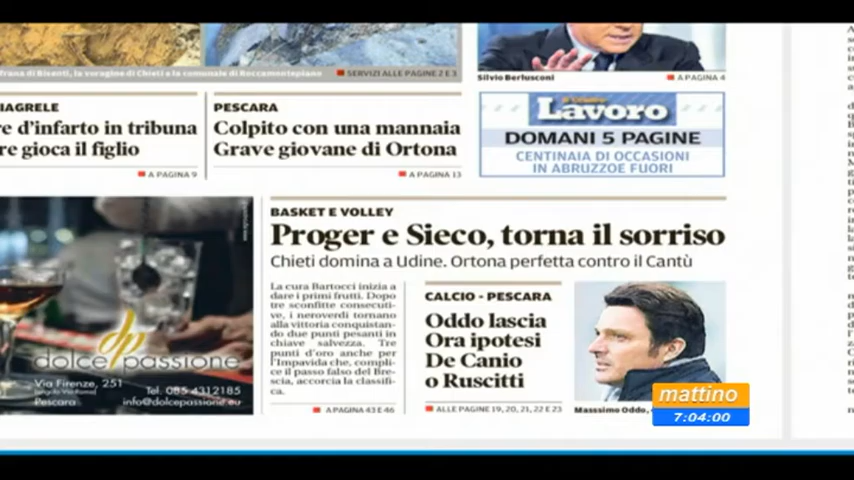 frana di Bisenti, la voragine di Chieti e la comunale di Roccamontepiano
SERVIZI ALLE PAGINE 2 E 3
Silvio Berlusconi
A PAGINA 4
IAGRELE
re d'infarto in tribuna
re gioca il figlio
A PAGINA 9
PESCARA
Colpito con una mannaia
Grave giovane di Ortona
A PAGINA 13
il Centro
Lavoro
DOMANI 5 PAGINE
CENTINAIA DI OCCASIONI
IN ABRUZZO E FUORI
BASKET E VOLLEY
Proger e Sieco, torna il sorriso
Chieti domina a Udine. Ortona perfetta contro il Cantù
La cura Bartocci inizia a
dare i primi frutti. Dopo
tre sconfitte consecuti-
ve, i neroverdi tornano
alla vittoria conquistan-
do due punti pesanti in
chiave salvezza. Tre
punti d'oro anche per
l'Impavida che, complic-
e il passo falso del Bre-
scia, accorcia la classifi-
ca.
A PAGINA 43 E 46
CALCIO - PESCARA
Oddo lascia
Ora ipotesi
De Canio
o Ruscitti
ALLE PAGINE 19, 20, 21, 22 E 23
Massimo Oddo,
dp
dolce passione
Via Firenze, 251
Pescara
Tel. 085 4312185
info@dolcepassione.eu
mattino
7:04:00